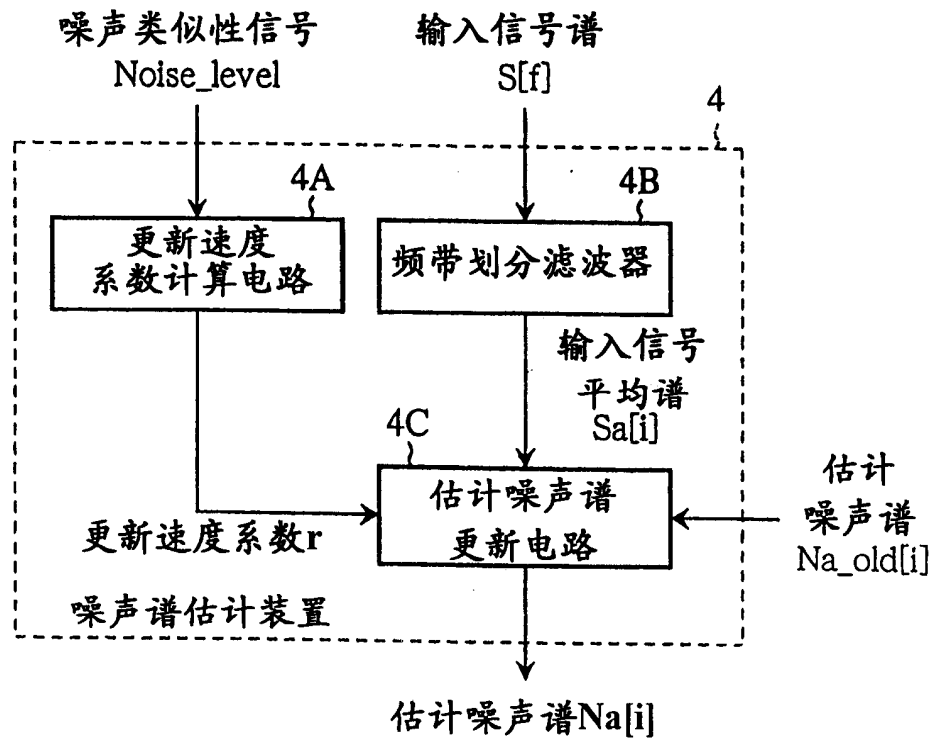 噪声类似性信号
Noise_level
输入信号谱
S[f]
4
4A
4B
更新速度
系数计算电路
频带划分滤波器
输入信号
平均谱
Sa[i]
4C
估计噪声谱
更新电路
估计
噪声谱
Na_old[i]
更新速度系数r
噪声谱估计装置
估计噪声谱Na[i]